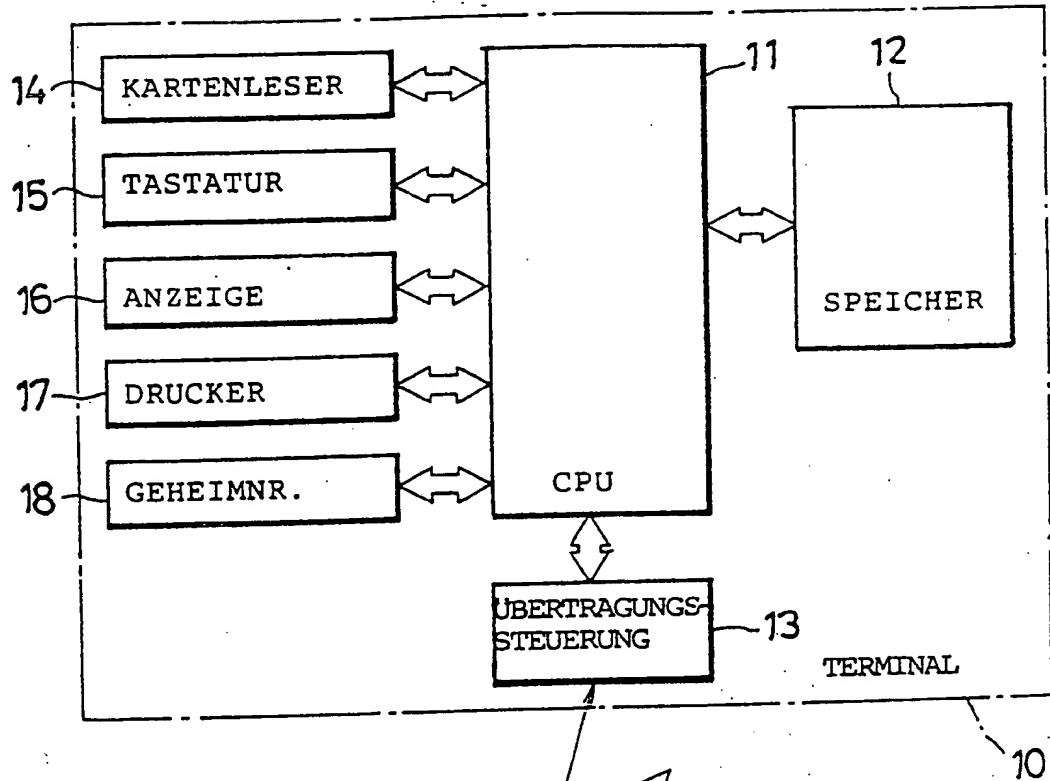 14 KARTENLESER
15 TASTATUR
16 ANZEIGE
17 DRUCKER
18 GEHEIMNR.
11
CPU
12
SPEICHER
ÜBERTRAGUNGS-
STEUERUNG
13
TERMINAL
10